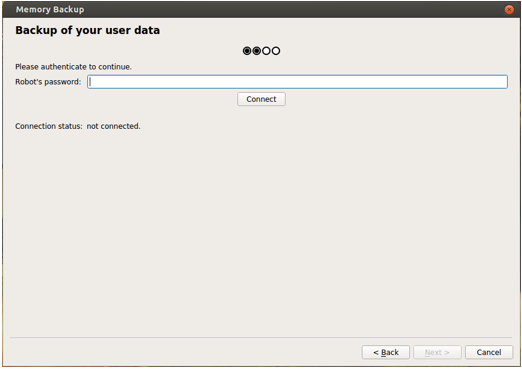 Memory Backup
Backup of your user data
Please authenticate to continue.
Robot's password:
Connect
Connection status: not connected.
< Back Next > Cancel